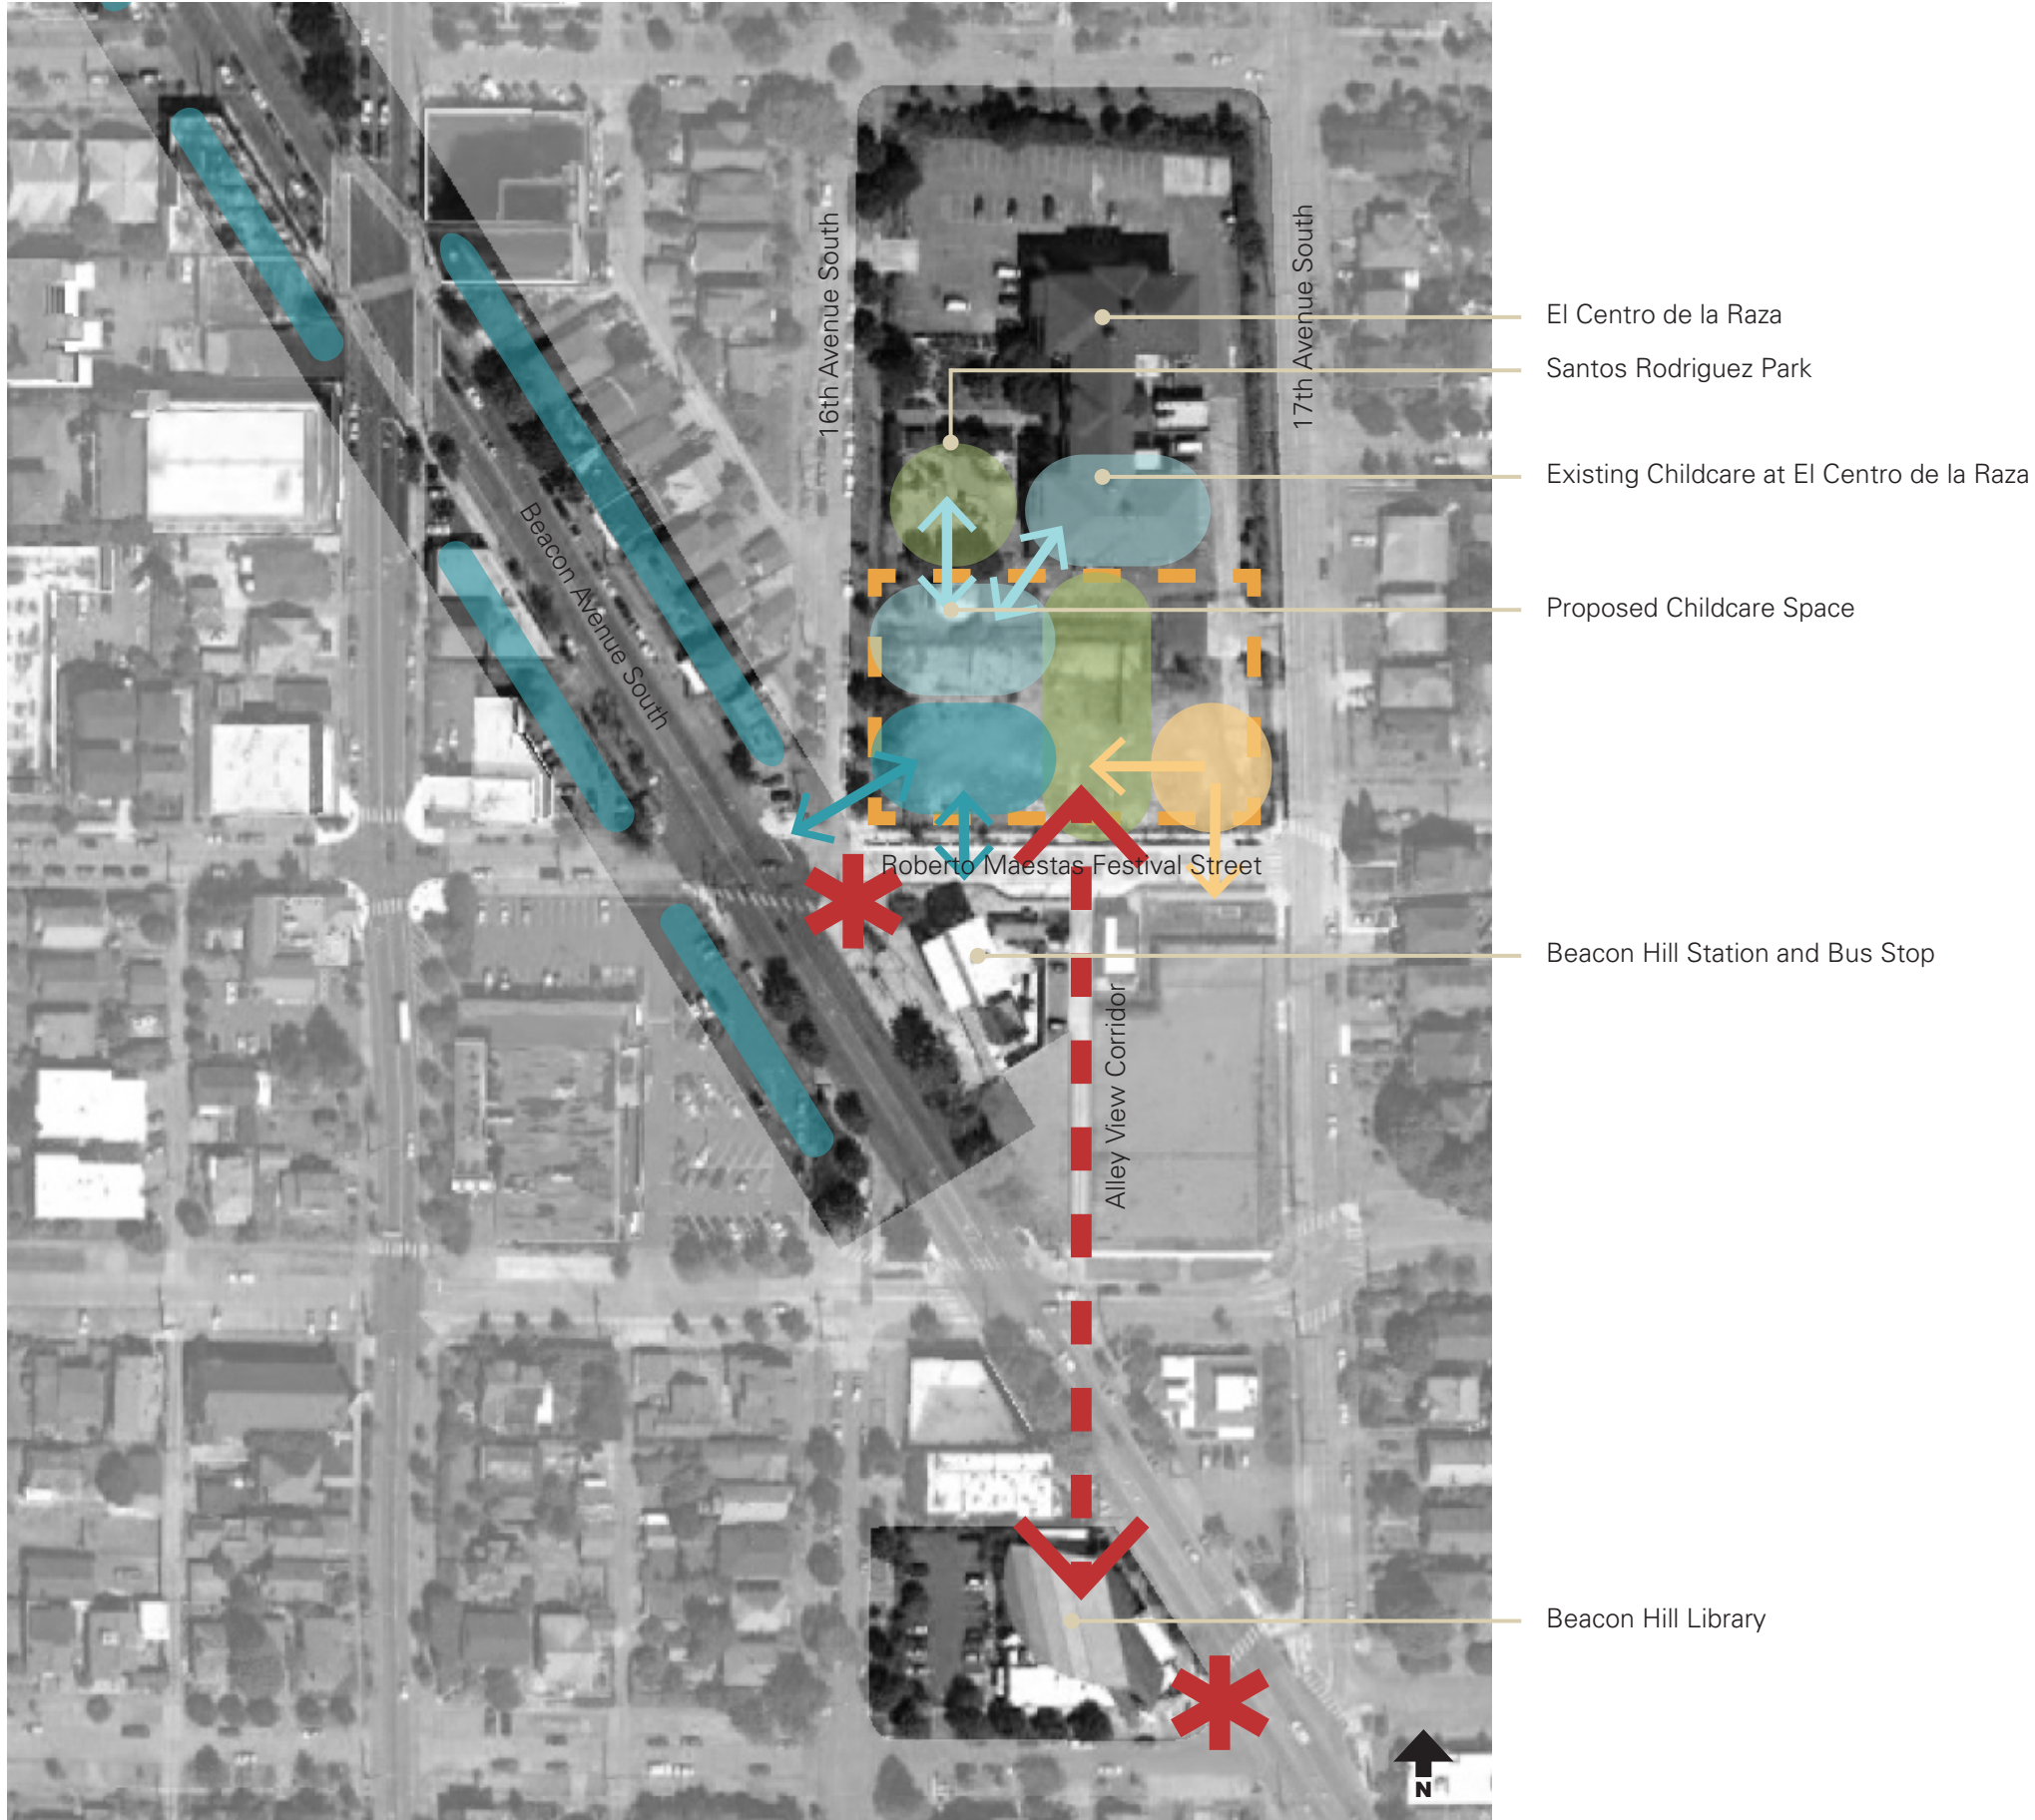 16th Avenue South
17th Avenue South
El Centro de la Raza
Santos Rodriguez Park
Existing Childcare at El Centro de la Raza
Beacon Avenue South
Proposed Childcare Space
Roberto Maestas Festival Street
Beacon Hill Station and Bus Stop
Alley View Corridor
Beacon Hill Library
N